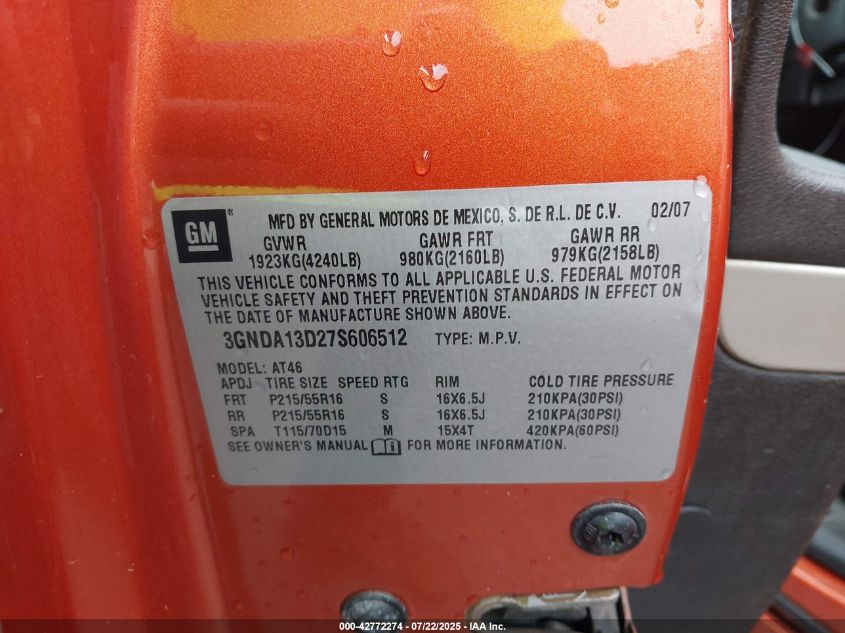 GM® MFD BY GENERAL MOTORS DE MEXICO, S. DE R.L. DE C.V. 02/07
GVWR GAWR FRT GAWR RR
1923KG(4240LB) 980KG(2160LB) 979KG(2158LB)
THIS VEHICLE CONFORMS TO ALL APPLICABLE U.S. FEDERAL MOTOR
VEHICLE SAFETY AND THEFT PREVENTION STANDARDS IN EFFECT ON
THE DATE OF MANUFACTURE SHOWN ABOVE.
3GNDA13D27S606512 TYPE: M.P.V.
MODEL: AT46
APDJ TIRE SIZE SPEED RTG RIM COLD TIRE PRESSURE
FRT P215/55R16 S 16X6.5J 210KPA(30PSI)
RR P215/55R16 S 16X6.5J 210KPA(30PSI)
SPA T115/70D15 M 15X4T 420KPA(60PSI)
SEE OWNER'S MANUAL FOR MORE INFORMATION.
000-42772274 / 07/22/2025 - IAA Inc.